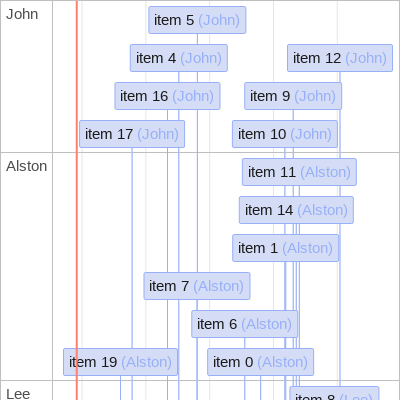 John
item 5 (John)
item 4 (John)
item 12 (John)
item 16 (John)
item 9 (John)
item 17 (John)
item 10 (John)
Alston
item 11 (Alston)
item 14 (Alston)
item 1 (Alston)
item 7 (Alston)
item 6 (Alston)
item 19 (Alston)
item 0 (Alston)
Lee
item 8 (Lee)